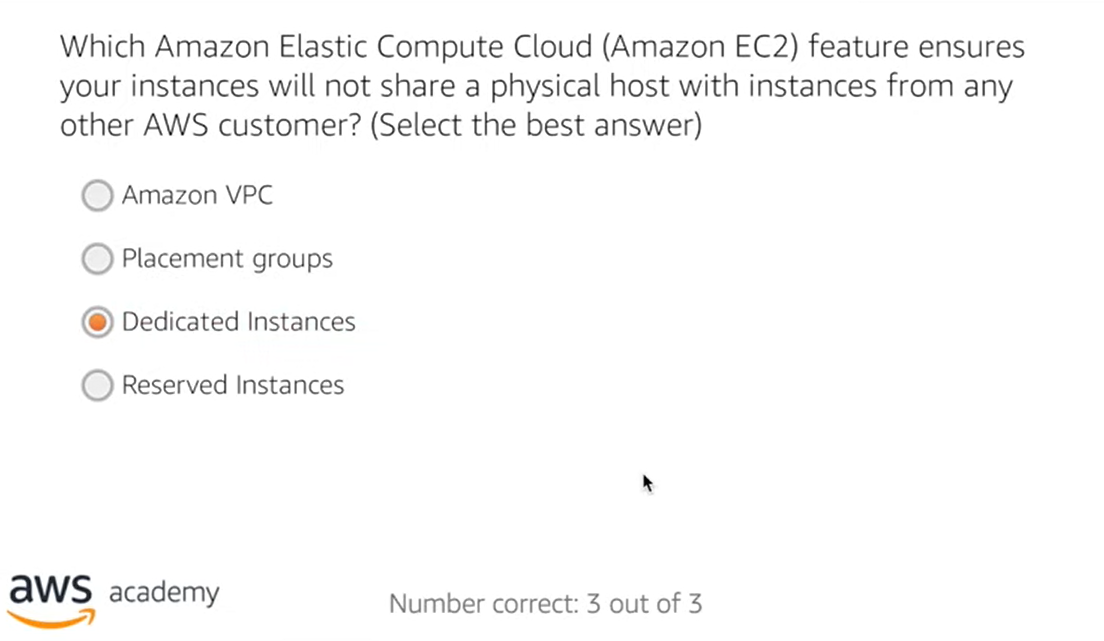 Which Amazon Elastic Compute Cloud (Amazon EC2) feature ensures
your instances will not share a physical host with instances from any
other AWS customer? (Select the best answer)
Amazon VPC
Placement groups
Dedicated Instances
Reserved Instances
aws academy
Number correct: 3 out of 3